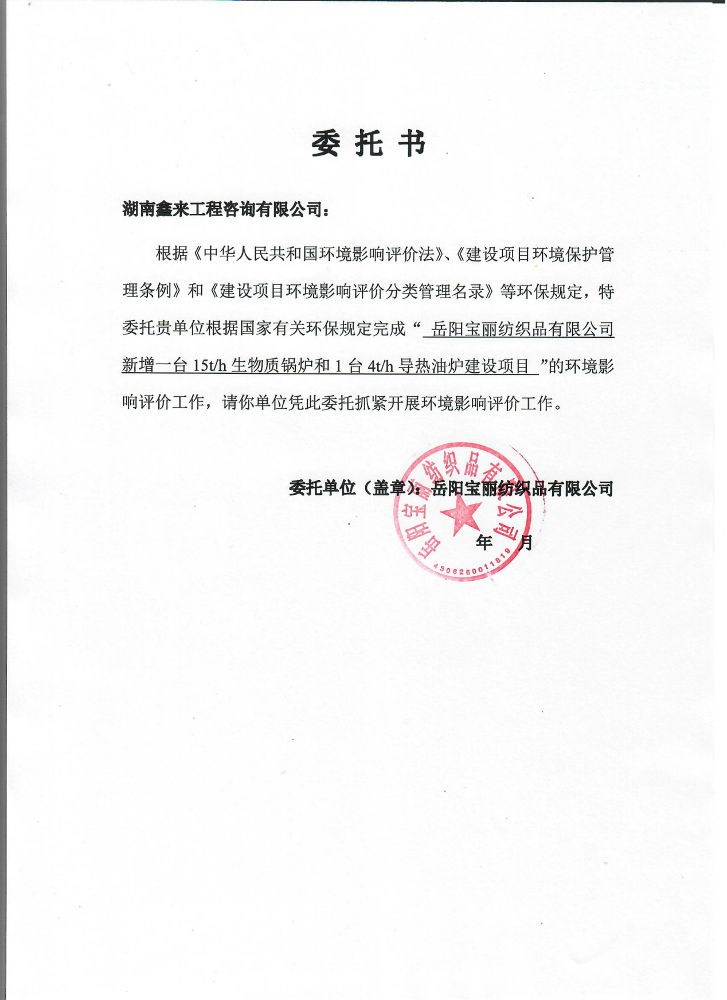 委托书
湖南鑫来工程咨询有限公司：
根据《中华人民共和国环境影响评价法》、《建设项目环境保护管
理条例》和《建设项目环境影响评价分类管理名录》等环保规定，特
委托贵单位根据国家有关环保规定完成“ 岳阳宝丽纺织品有限公司
新增一台 15t/h 生物质锅炉和 1 台 4t/h 导热油炉建设项目 ”的环境影
响评价工作，请你单位凭此委托抓紧开展环境影响评价工作。
委托单位（盖章）：岳阳宝丽纺织品有限公司
年 月
岳阳宝丽纺织品有限公司
4306260011819